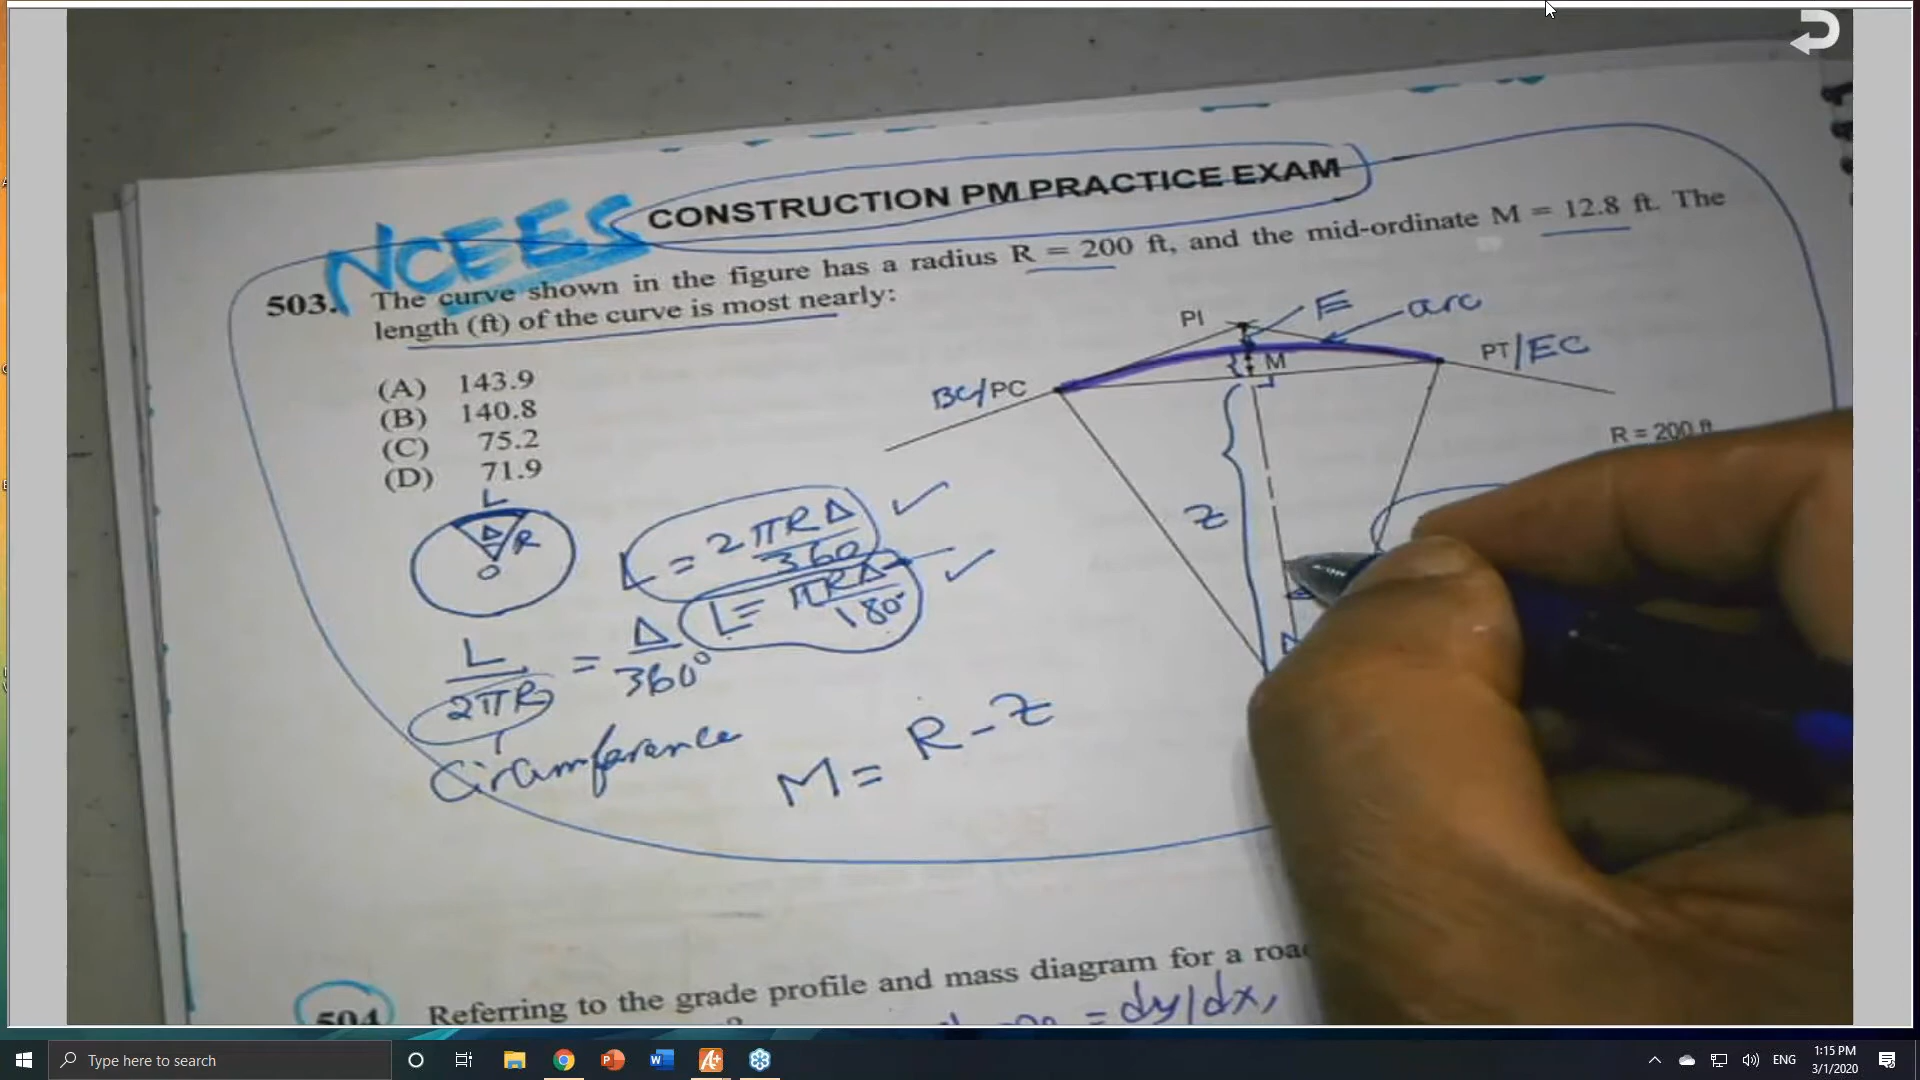 NCEES
CONSTRUCTION PM PRACTICE EXAM
503. The curve shown in the figure has a radius R = 200 ft, and the mid-ordinate M = 12.8 ft. The
length (ft) of the curve is most nearly:
(A) 143.9
(B) 140.8
(C) 75.2
(D) 71.9
PI
E
arc
M
PT/EC
BC/PC
R = 200 ft
Z
Δ
L
Δ
R
O
L = 2πRΔ
360
L = πRΔ
180°
L
2πR
=
Δ
360°
Circumference
M = R - Z
504 Referring to the grade profile and mass diagram for a
= dy/dx,
Type here to search
ENG
1:15 PM
3/1/2020